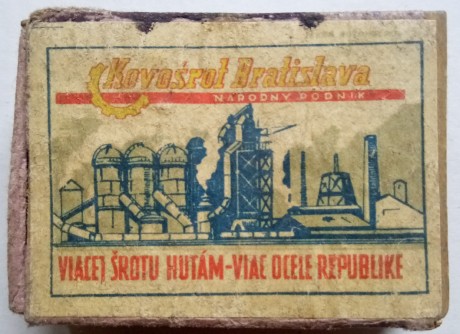 Kovošrot Bratislava
NÁRODNÝ PODNIK
VIACEJ ŠROTU HUTÁM-VIAC OCELE REPUBLIKE